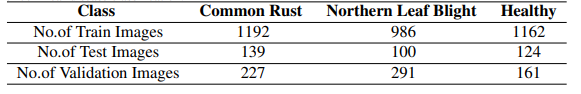 Class Common Rust Northern Leaf Blight Healthy
No.of Train Images 1192 986 1162
No.of Test Images 139 100 124
No.of Validation Images 227 291 161